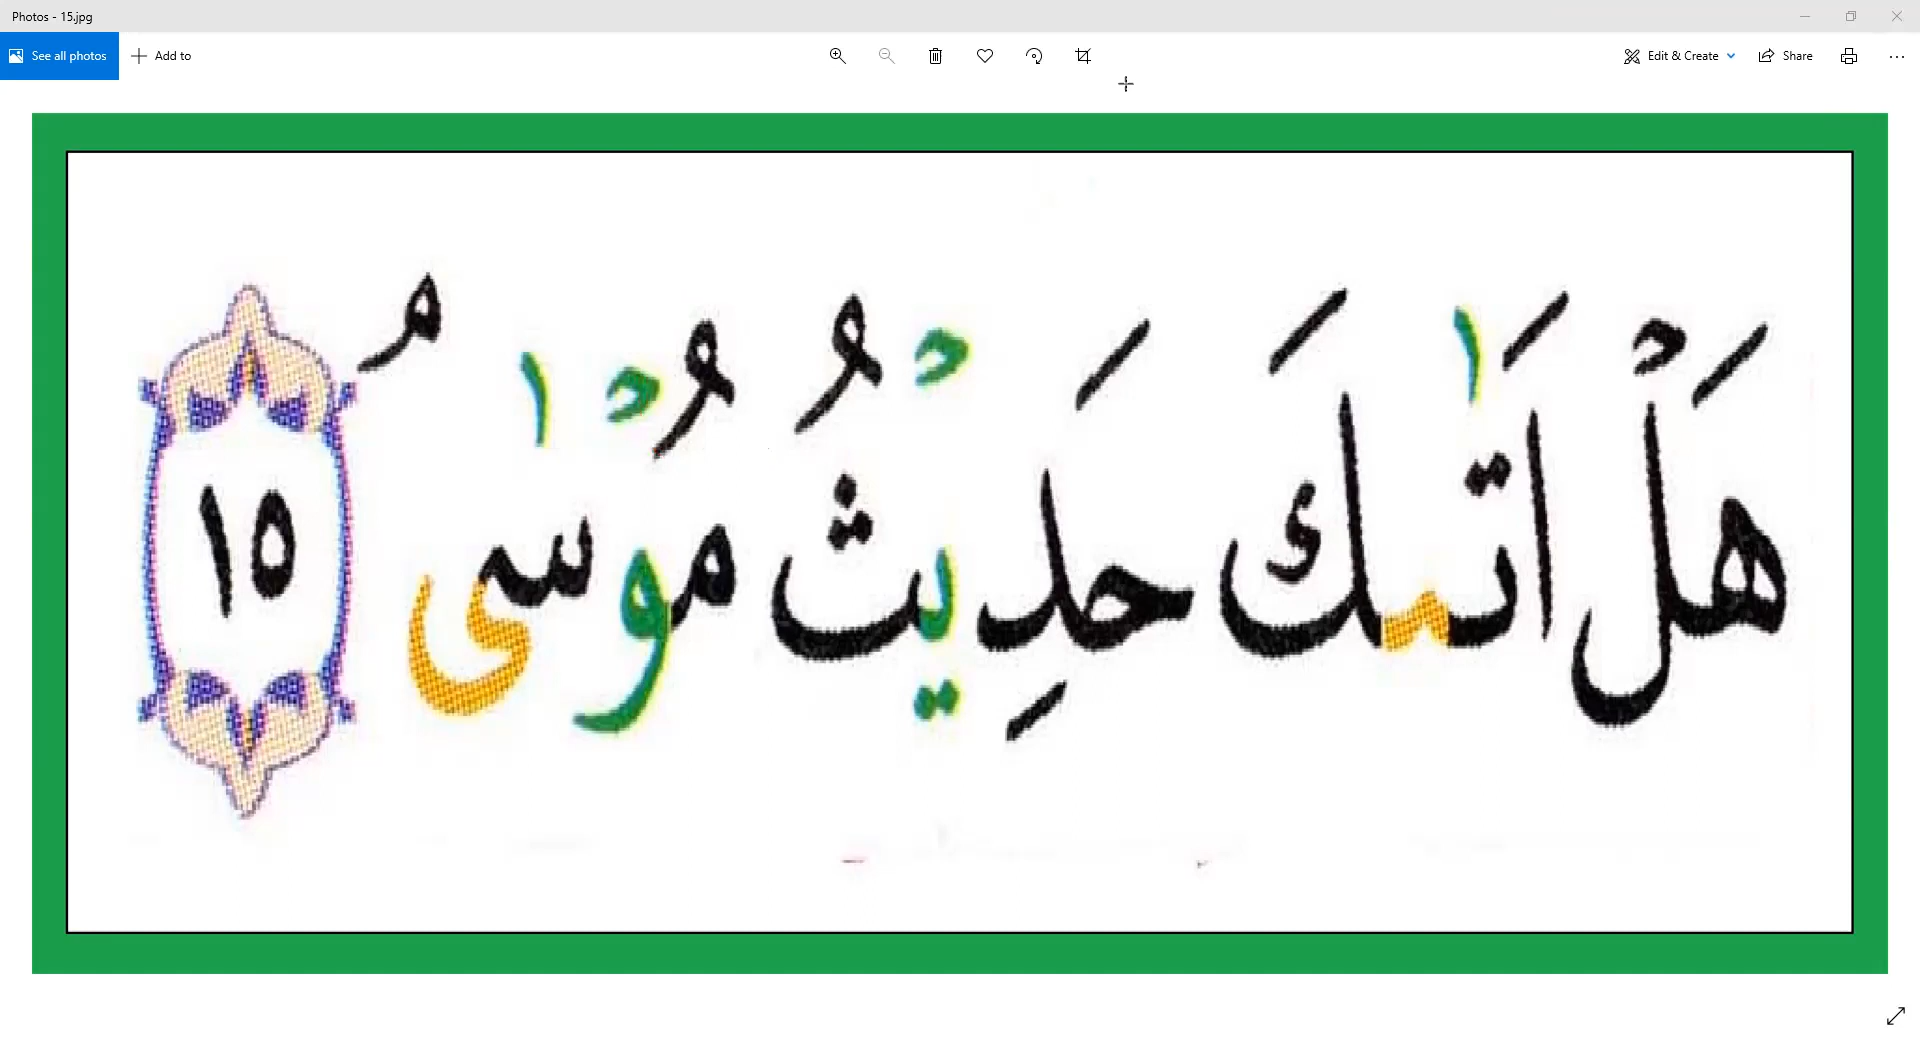 Photos - 15.jpg
See all photos
Add to
Edit & Create
Share
هَلْ اَتٰىكَ حَدِيْثُ مُوْسٰىۘ ١٥